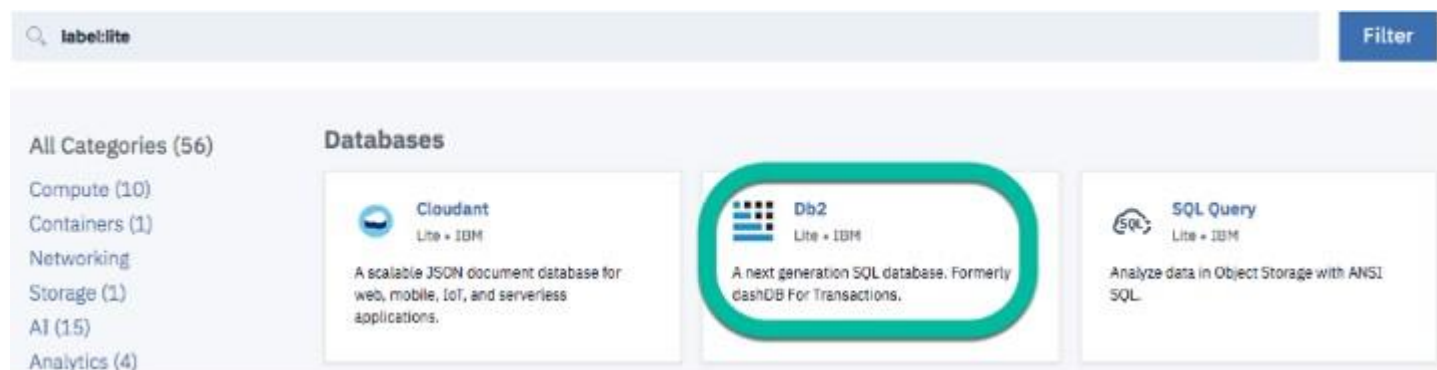 label:lite
Filter
All Categories (56)
Compute (10)
Containers (1)
Networking
Storage (1)
AI (15)
Analytics (4)
Databases
Cloudant
Lite • IBM
A scalable JSON document database for
web, mobile, IoT, and serverless
applications.
Db2
Lite • IBM
A next generation SQL database. Formerly
dashDB For Transactions.
SQL
SQL Query
Lite • IBM
Analyze data in Object Storage with ANSI
SQL.